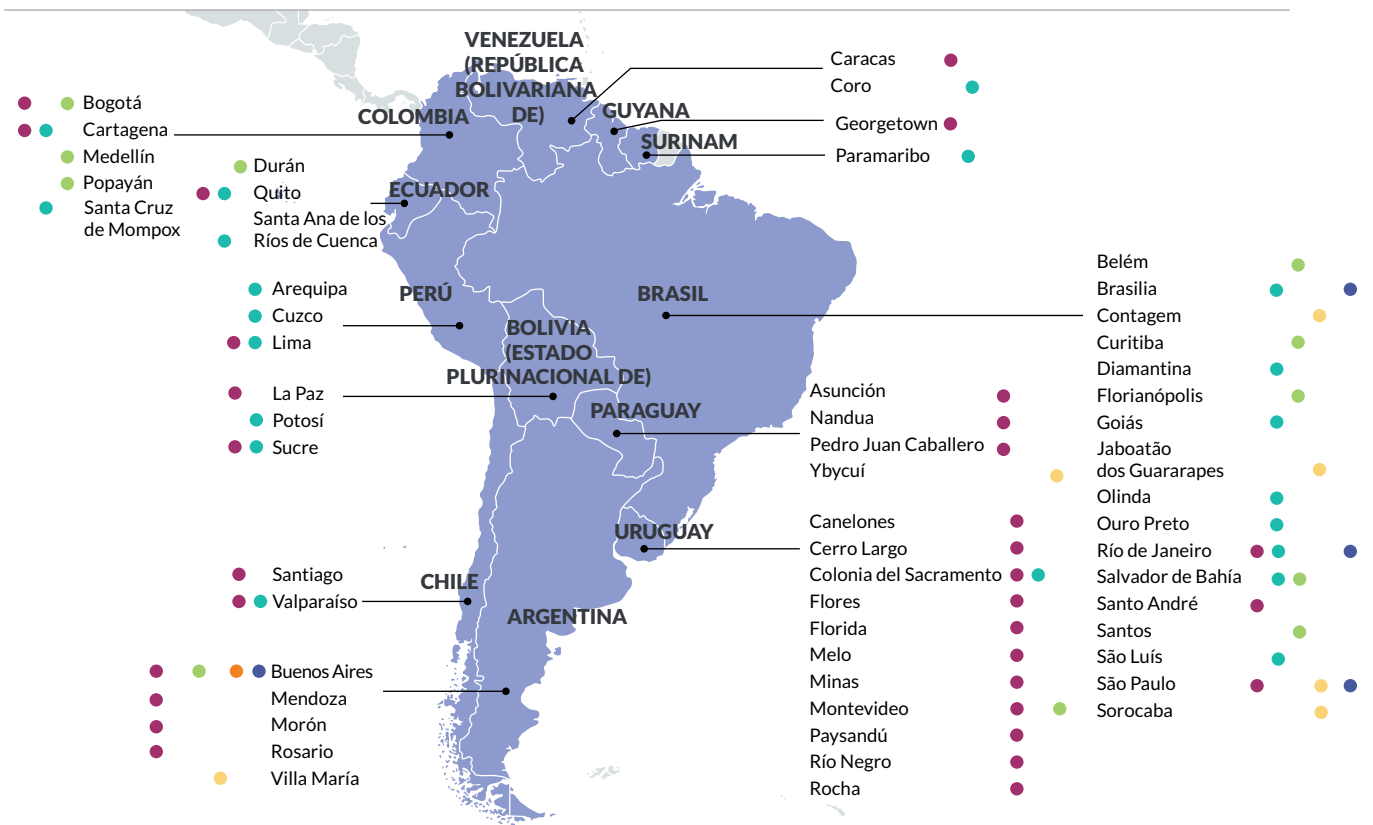 VENEZUELA
(REPÚBLICA
BOLIVARIANA
DE)
COLOMBIA
GUYANA
SURINAM
ECUADOR
PERÚ
BRASIL
BOLIVIA
(ESTADO
PLURINACIONAL DE)
PARAGUAY
URUGUAY
CHILE
ARGENTINA
Bogotá
Cartagena
Medellín
Popayán
Santa Cruz
de Mompox
Durán
Quito
Santa Ana de los
Ríos de Cuenca
Arequipa
Cuzco
Lima
La Paz
Potosí
Sucre
Santiago
Valparaíso
Buenos Aires
Mendoza
Morón
Rosario
Villa María
Caracas
Coro
Georgetown
Paramaribo
Asunción
Nandua
Pedro Juan Caballero
Ybycuí
Canelones
Cerro Largo
Colonia del Sacramento
Flores
Florida
Melo
Minas
Montevideo
Paysandú
Río Negro
Rocha
Belém
Brasilia
Contagem
Curitiba
Diamantina
Florianópolis
Goiás
Jaboatão
dos Guararapes
Olinda
Ouro Preto
Río de Janeiro
Salvador de Bahía
Santo André
Santos
São Luís
São Paulo
Sorocaba